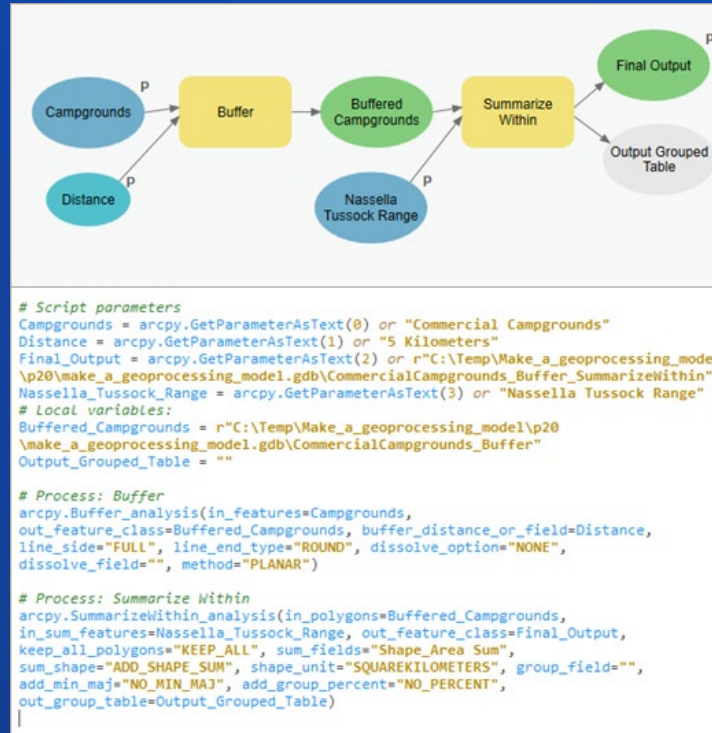 P
Campgrounds
P
Buffer
Buffered
Campgrounds
Summarize
Within
Final Output
P
Distance
P
Nassella
Tussock Range
Output Grouped
Table
# Script parameters
Campgrounds = arcpy.GetParameterAsText(0) or "Commercial Campgrounds"
Distance = arcpy.GetParameterAsText(1) or "5 Kilometers"
Final_Output = arcpy.GetParameterAsText(2) or r"C:\Temp\Make_a_geoprocessing_mode
\p20\make_a_geoprocessing_model.gdb\CommercialCampgrounds_Buffer_SummarizeWithin"
Nassella_Tussock_Range = arcpy.GetParameterAsText(3) or "Nassella Tussock Range"
# Local variables:
Buffered_Campgrounds = r"C:\Temp\Make_a_geoprocessing_model\p20
\make_a_geoprocessing_model.gdb\CommercialCampgrounds_Buffer"
Output_Grouped_Table = ""
# Process: Buffer
arcpy.Buffer_analysis(in_features=Campgrounds,
out_feature_class=Buffered_Campgrounds, buffer_distance_or_field=Distance,
line_side="FULL", line_end_type="ROUND", dissolve_option="NONE",
dissolve_field="", method="PLANAR")
# Process: Summarize Within
arcpy.SummarizeWithin_analysis(in_polygons=Buffered_Campgrounds,
in_sum_features=Nassella_Tussock_Range, out_feature_class=Final_Output,
keep_all_polygons="KEEP_ALL", sum_fields="Shape_Area Sum",
sum_shape="ADD_SHAPE_SUM", shape_unit="SQUAREKILOMETERS", group_field="",
add_min_maj="NO_MIN_MAJ", add_group_percent="NO_PERCENT",
out_group_table=Output_Grouped_Table)